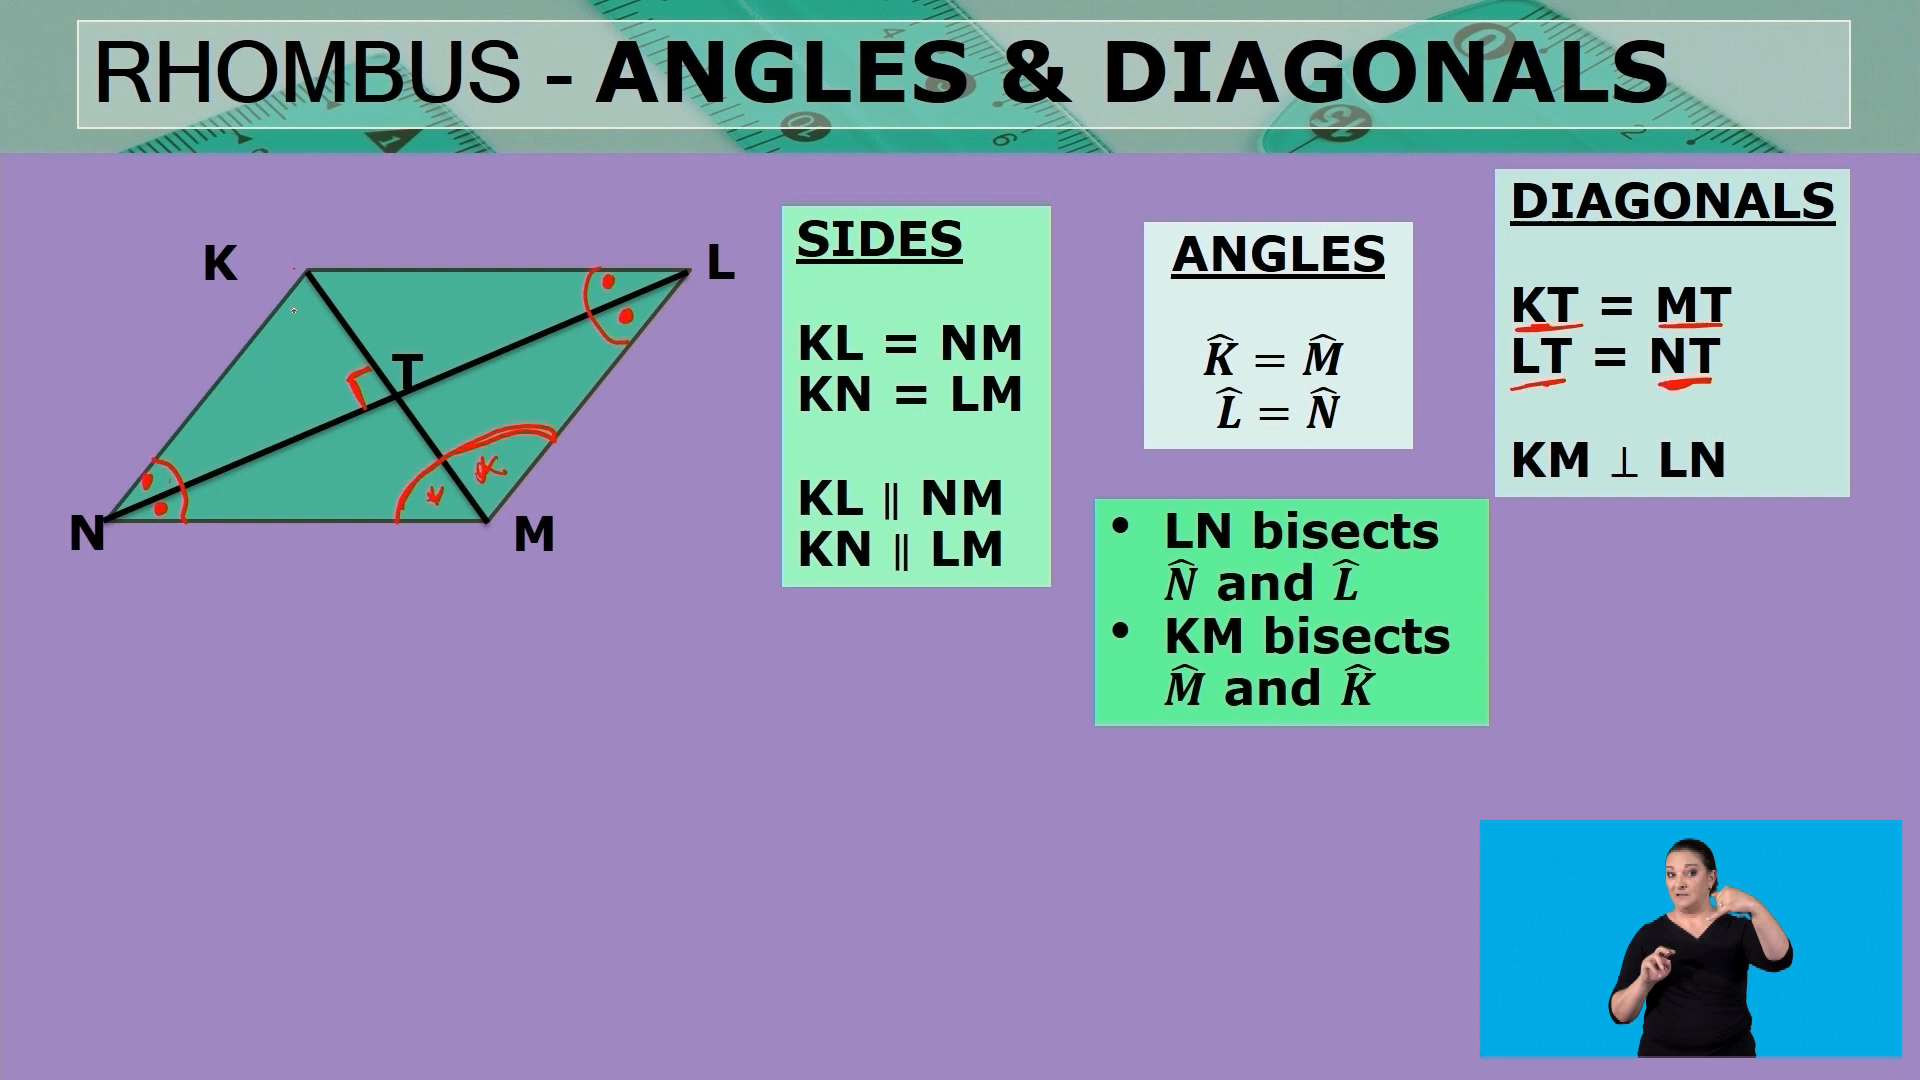 RHOMBUS - ANGLES & DIAGONALS
K
L
T
N
M
SIDES
KL = NM
KN = LM
KL ∥ NM
KN ∥ LM
ANGLES
K̂ = M̂
L̂ = N̂
DIAGONALS
KT = MT
LT = NT
KM ⊥ LN
• LN bisects
N̂ and L̂
• KM bisects
M̂ and K̂